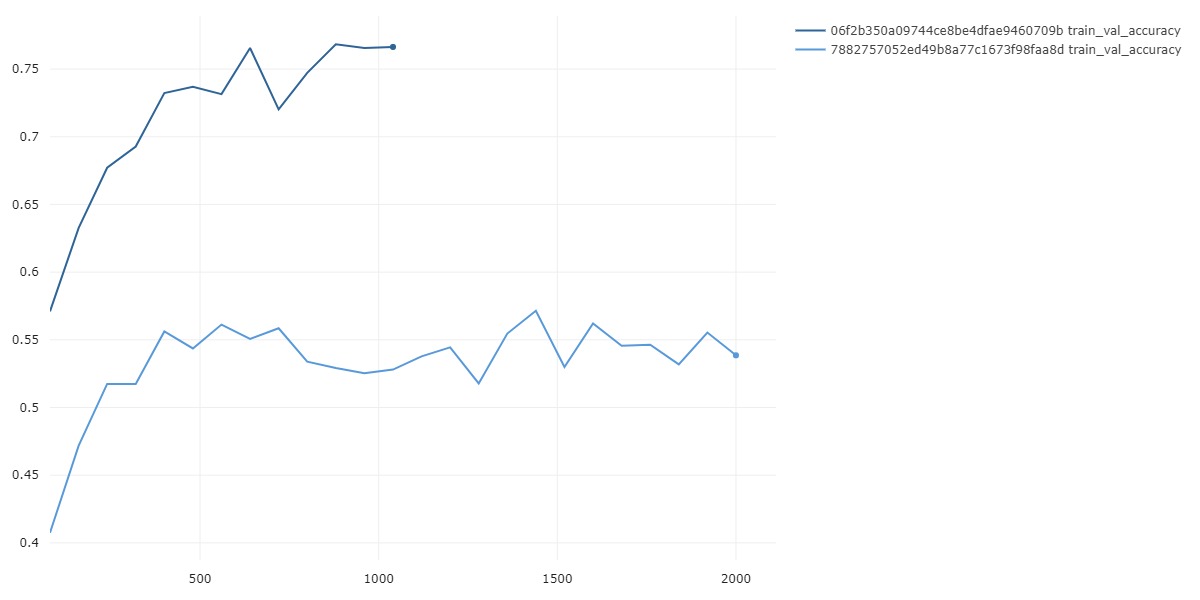 06f2b350a09744ce8be4dfae9460709b train_val_accuracy
7882757052ed49b8a77c1673f98faa8d train_val_accuracy
0.75
0.7
0.65
0.6
0.55
0.5
0.45
0.4
500 1000 1500 2000